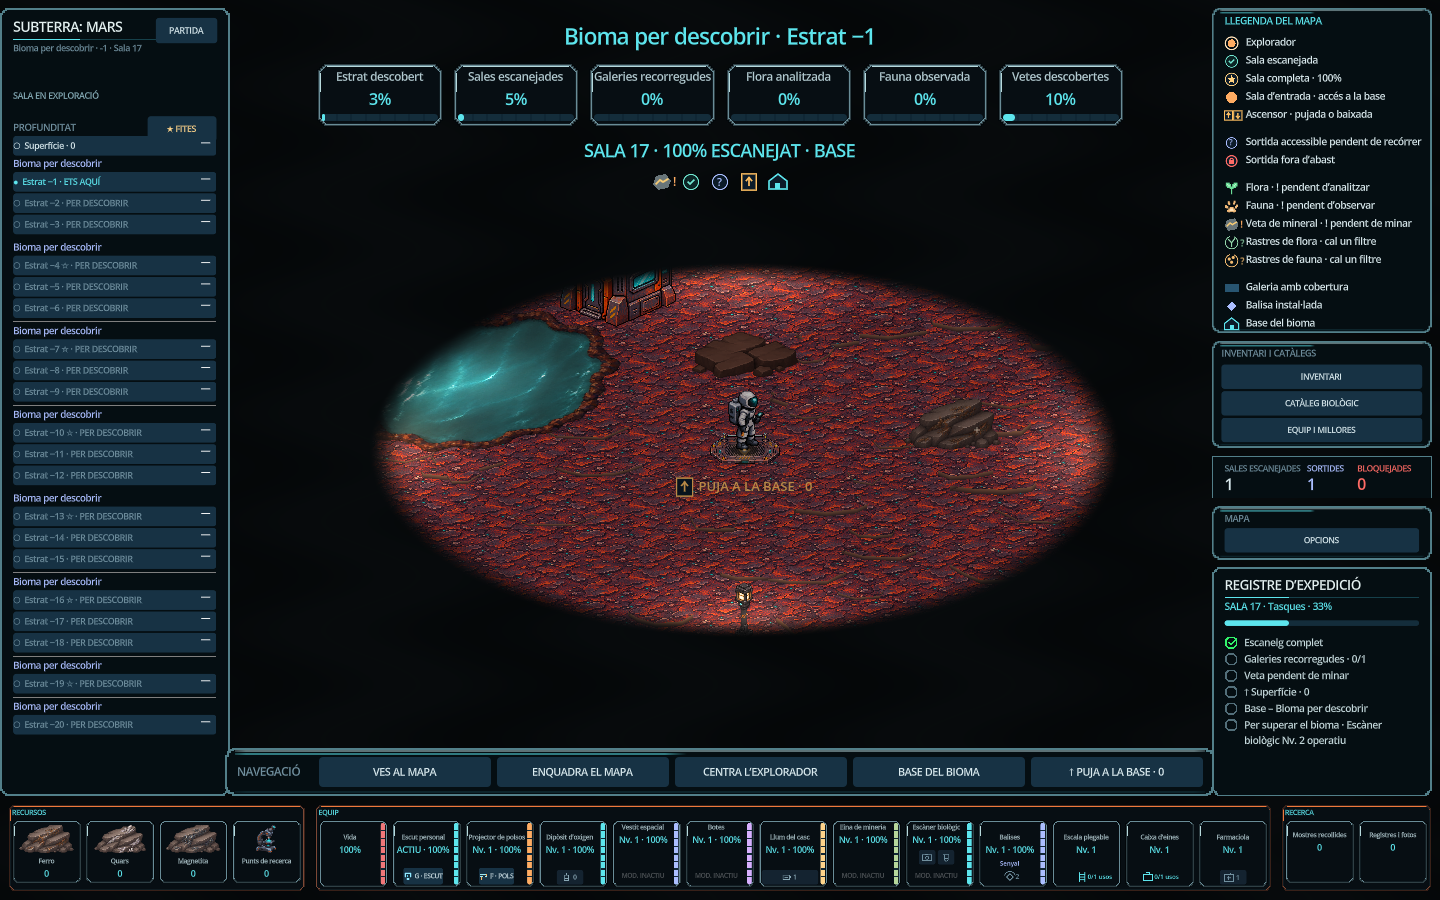 SUBTERRA: MARS
PARTIDA
Bioma per descobrir · -1 · Sala 17
SALA EN EXPLORACIÓ
PROFUNDITAT
★ FITES
Superfície · 0
Bioma per descobrir
Estrat −1 · ETS AQUÍ
Estrat −2 · PER DESCOBRIR
Estrat −3 · PER DESCOBRIR
Bioma per descobrir
Estrat −4 ☆ · PER DESCOBRIR
Estrat −5 · PER DESCOBRIR
Estrat −6 · PER DESCOBRIR
Bioma per descobrir
Estrat −7 ☆ · PER DESCOBRIR
Estrat −8 · PER DESCOBRIR
Estrat −9 · PER DESCOBRIR
Bioma per descobrir
Estrat −10 ☆ · PER DESCOBRIR
Estrat −11 · PER DESCOBRIR
Estrat −12 · PER DESCOBRIR
Bioma per descobrir
Estrat −13 ☆ · PER DESCOBRIR
Estrat −14 · PER DESCOBRIR
Estrat −15 · PER DESCOBRIR
Bioma per descobrir
Estrat −16 ☆ · PER DESCOBRIR
Estrat −17 · PER DESCOBRIR
Estrat −18 · PER DESCOBRIR
Bioma per descobrir
Estrat −19 ☆ · PER DESCOBRIR
Bioma per descobrir
Estrat −20 · PER DESCOBRIR
Bioma per descobrir · Estrat −1
Estrat descobert
3%
Sales escanejades
5%
Galeries recorregudes
0%
Flora analitzada
0%
Fauna observada
0%
Vetes descobertes
10%
SALA 17 · 100% ESCANEJAT · BASE
PUJA A LA BASE · 0
NAVEGACIÓ
VES AL MAPA
ENQUADRA EL MAPA
CENTRA L'EXPLORADOR
BASE DEL BIOMA
↑ PUJA A LA BASE · 0
LLEGENDA DEL MAPA
Explorador
Sala escanejada
Sala completa · 100%
Sala d'entrada · accés a la base
Ascensor · pujada o baixada
Sortida accessible pendent de recórrer
Sortida fora d'abast
Flora · ! pendent d'analitzar
Fauna · ! pendent d'observar
Veta de mineral · ! pendent de minar
Rastres de flora · cal un filtre
Rastres de fauna · cal un filtre
Galeria amb cobertura
Balisa instal·lada
Base del bioma
INVENTARI I CATÀLEGS
INVENTARI
CATÀLEG BIOLÒGIC
EQUIP I MILLORES
SALES ESCANEJADES
1
SORTIDES
1
BLOQUEJADES
0
MAPA
OPCIONS
REGISTRE D'EXPEDICIÓ
SALA 17 · Tasques · 33%
Escaneig complet
Galeries recorregudes · 0/1
Veta pendent de minar
↑ Superfície · 0
Base – Bioma per descobrir
Per superar el bioma · Escàner
biològic Nv. 2 operatiu
RECURSOS
Ferro
0
Quars
0
Magnetita
0
Punts de recerca
0
EQUIP
Vida
100%
Escut personal
ACTIU · 100%
G · ESCUT
Projector de polsos
Nv. 1 · 100%
F · POLS
Dipòsit d'oxigen
Nv. 1 · 100%
0
Vestit espacial
Nv. 1 · 100%
MOD. INACTIU
Botes
Nv. 1 · 100%
MOD. INACTIU
Llum del casc
Nv. 1 · 100%
1
Eina de mineria
Nv. 1 · 100%
MOD. INACTIU
Escàner biològic
Nv. 1 · 100%
MOD. INACTIU
Balises
Nv. 1 · 100%
Senyal
2
Escala plegable
Nv. 1
0/1 usos
Caixa d'eines
Nv. 1
0/1 usos
Farmaciola
Nv. 1
1
RECERCA
Mostres recollides
0
Registres i fotos
0